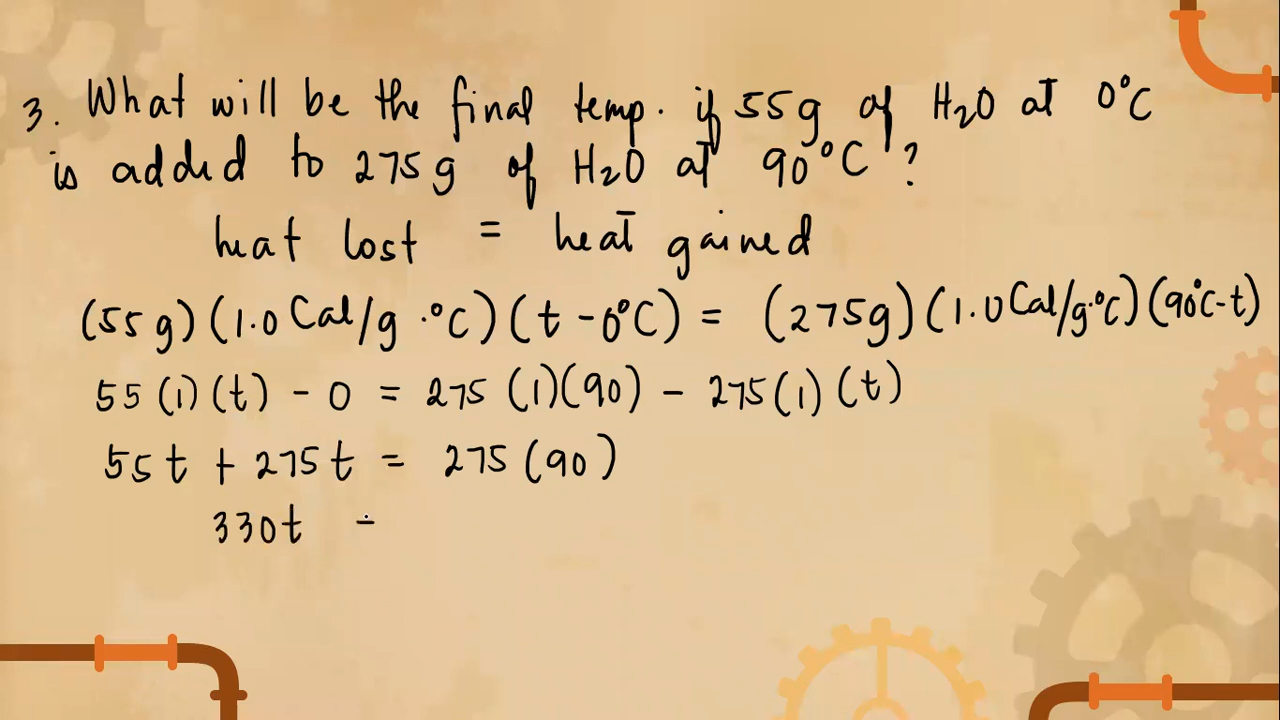 3. What will be the final temp. if 55g of H₂O at 0°C
is added to 275g of H₂O at 90°C ?
heat lost = heat gained
(55g)(1.0 Cal/g·°C)(t - 0°C) = (275g)(1.0 Cal/g·°C)(90°C-t)
55(1)(t) - 0 = 275(1)(90) - 275(1)(t)
55t + 275t = 275(90)
330t -